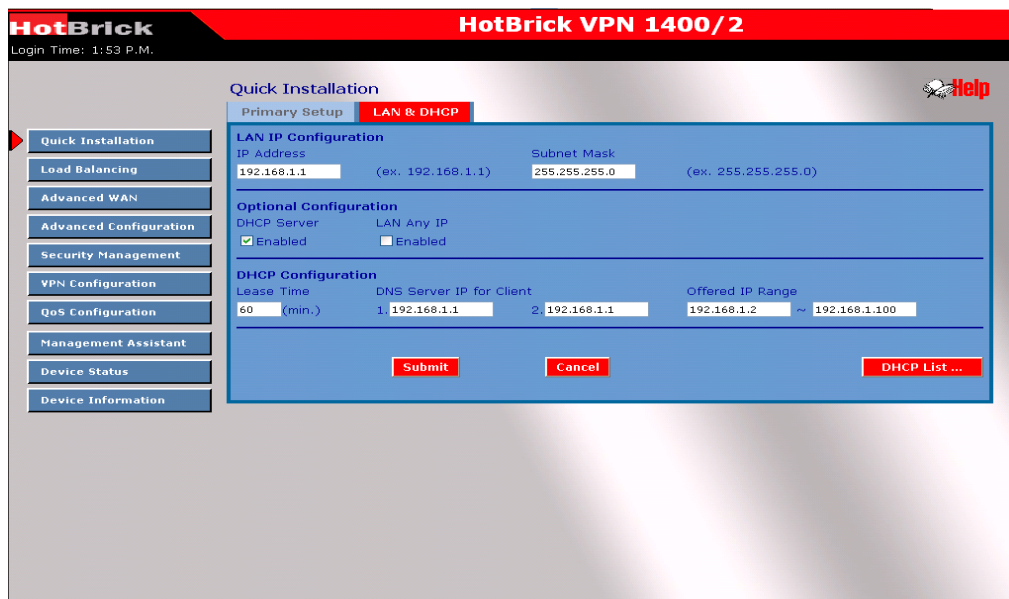 HotBrick
HotBrick VPN 1400/2
Login Time: 1:53 P.M.
Quick Installation
Help
Primary Setup
LAN & DHCP
Quick Installation
Load Balancing
Advanced WAN
Advanced Configuration
Security Management
VPN Configuration
QoS Configuration
Management Assistant
Device Status
Device Information
LAN IP Configuration
IP Address Subnet Mask
192.168.1.1 (ex. 192.168.1.1) 255.255.255.0 (ex. 255.255.255.0)
Optional Configuration
DHCP Server LAN Any IP
Enabled Enabled
DHCP Configuration
Lease Time DNS Server IP for Client Offered IP Range
60 (min.) 1. 192.168.1.1 2. 192.168.1.1 192.168.1.2 ~ 192.168.1.100
Submit Cancel DHCP List ...